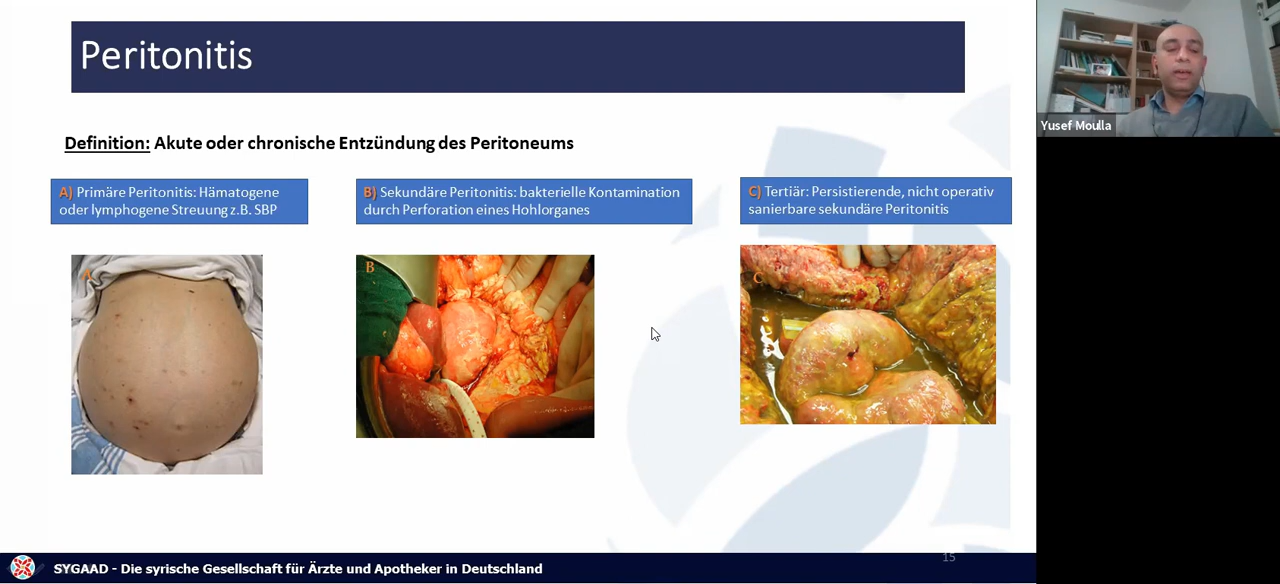 Peritonitis
Definition: Akute oder chronische Entzündung des Peritoneums
A) Primäre Peritonitis: Hämatogene
oder lymphogene Streuung z.B. SBP
B) Sekundäre Peritonitis: bakterielle Kontamination
durch Perforation eines Hohlorganes
C) Tertiär: Persistierende, nicht operativ
sanierbare sekundäre Peritonitis
A
B
C
15
SYGAAD - Die syrische Gesellschaft für Ärzte und Apotheker in Deutschland
Yusef Moulla